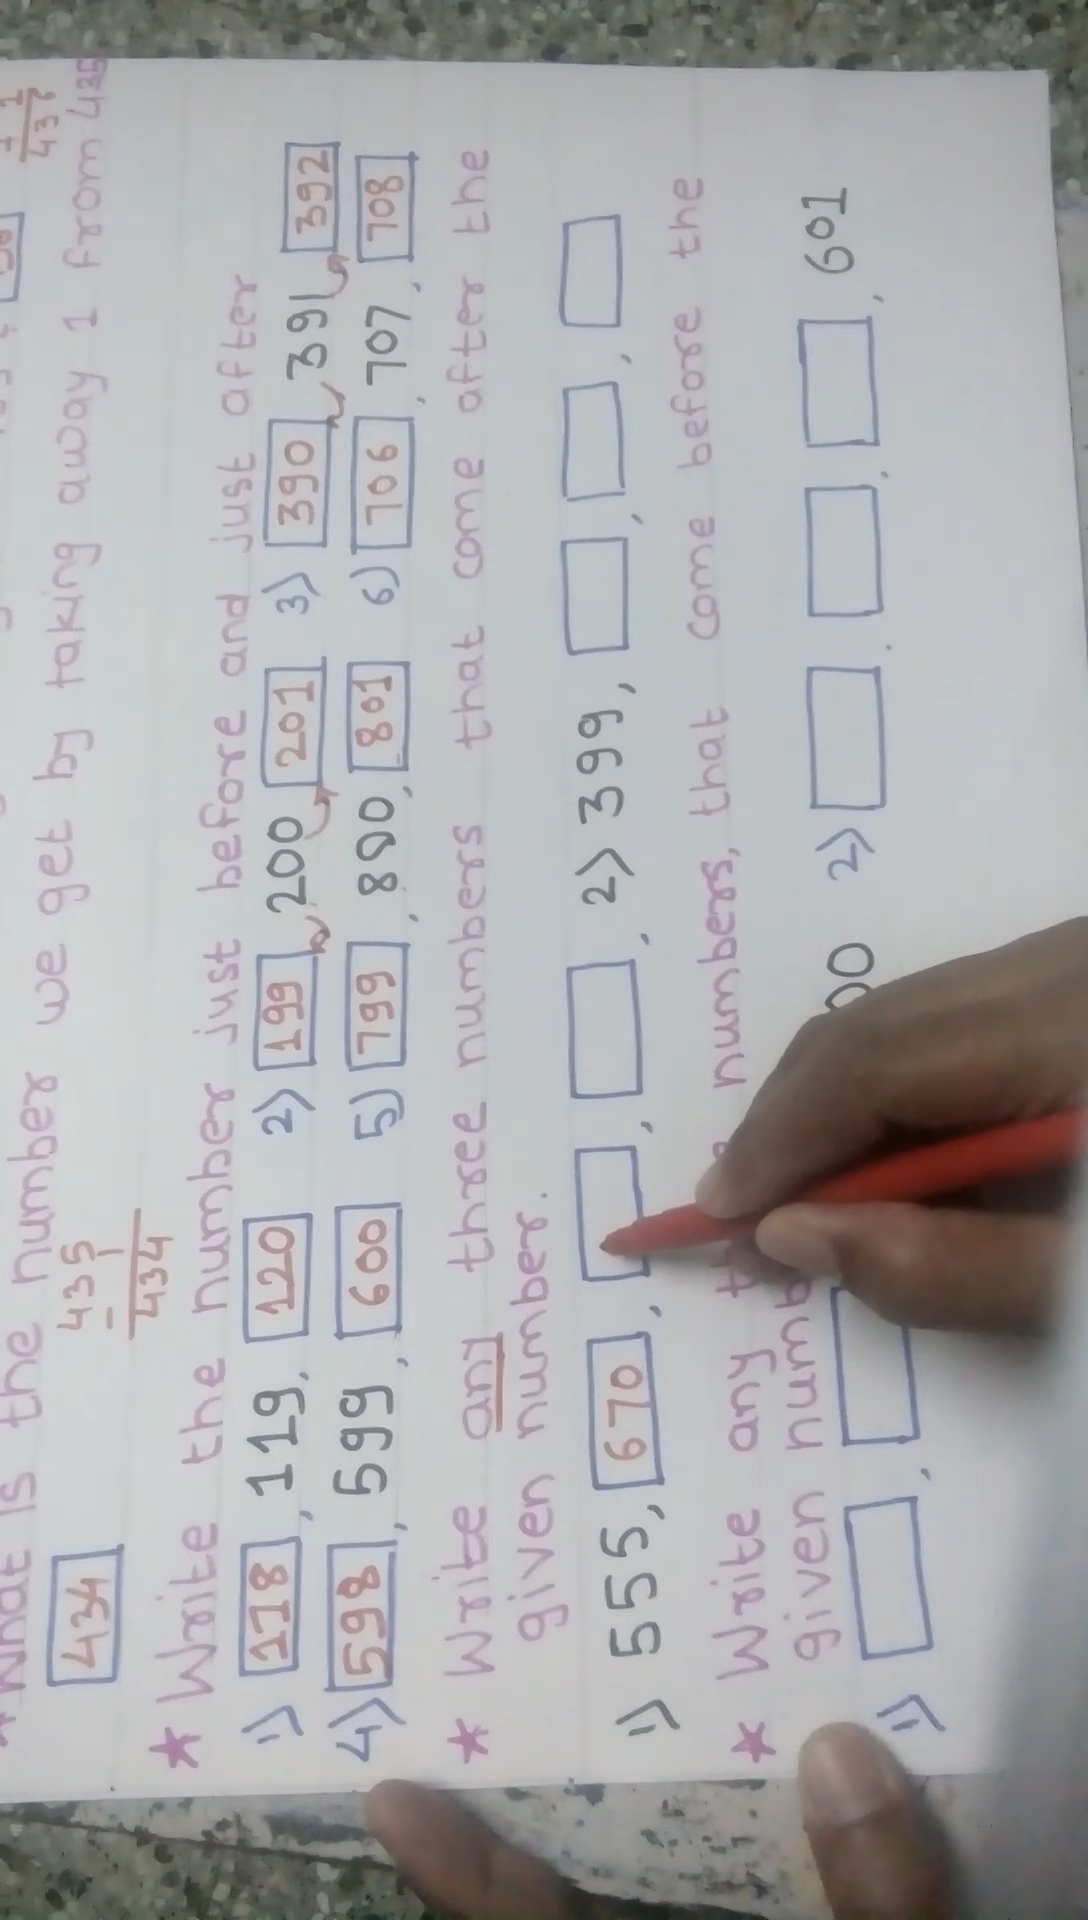 What is the number we get by taking away 1 from 435
434
435
- 1
434
* Write the number just before and just after
1) 118, 119, 120 2) 199, 200, 201 3) 390, 391, 392
4) 598, 599, 600 5) 799, 800, 801 6) 706, 707, 708
* Write any three numbers that come after the
given number.
1) 555, 670, , , 2) 399, , ,
* Write any numbers, that come before the
given
1) , 2) , , , 601